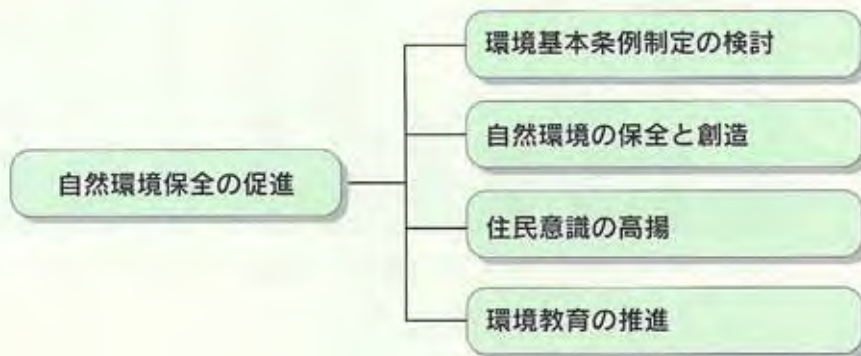 自然環境保全の促進
環境基本条例制定の検討
自然環境の保全と創造
住民意識の高揚
環境教育の推進